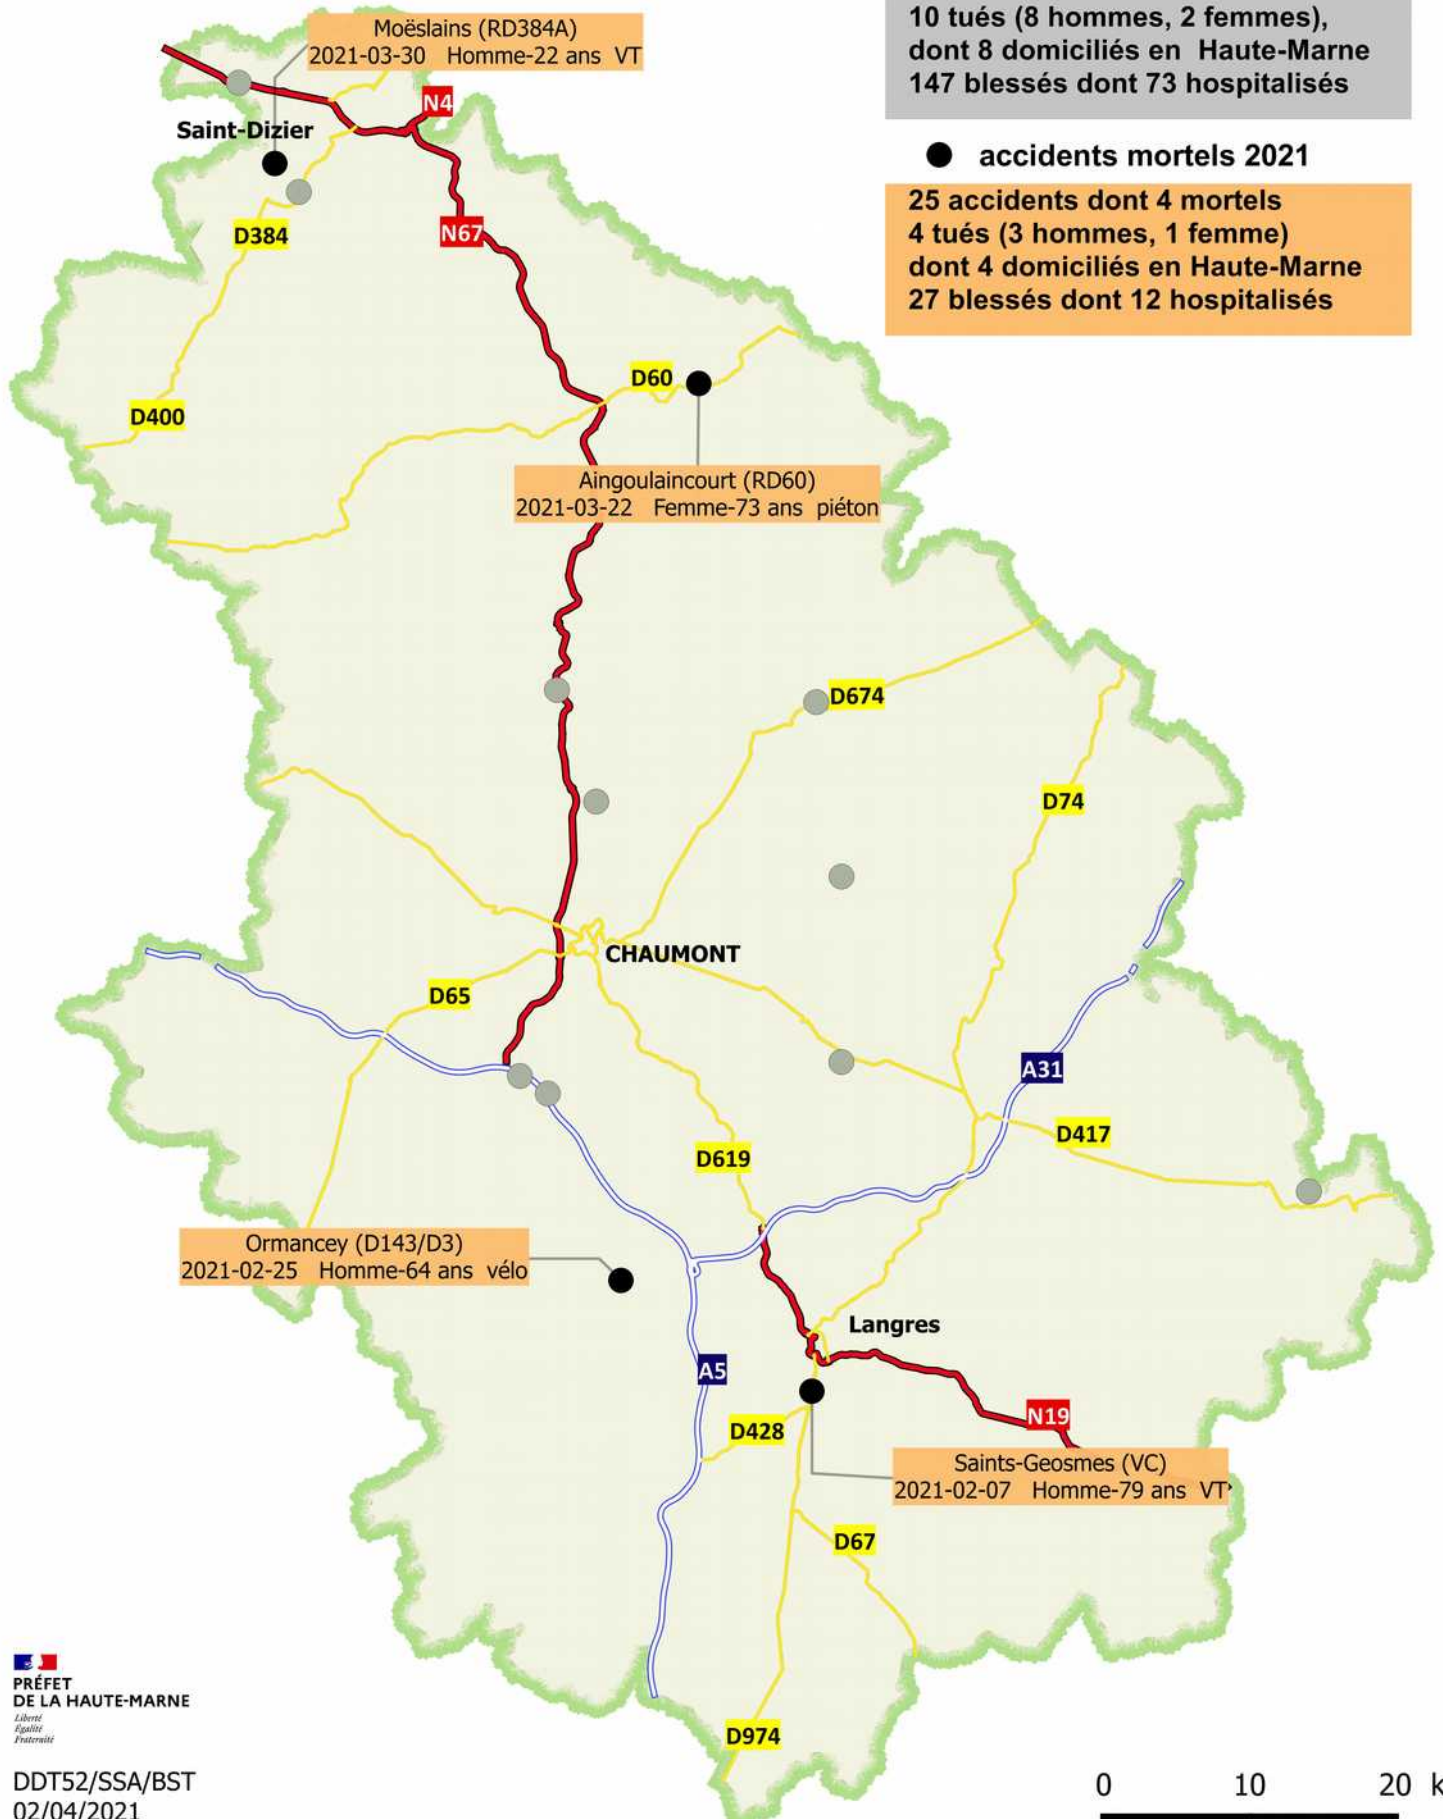 10 tués (8 hommes, 2 femmes),
dont 8 domiciliés en Haute-Marne
147 blessés dont 73 hospitalisés
accidents mortels 2021
25 accidents dont 4 mortels
4 tués (3 hommes, 1 femme)
dont 4 domiciliés en Haute-Marne
27 blessés dont 12 hospitalisés
Moëslains (RD384A)
2021-03-30 Homme-22 ans VT
N4
Saint-Dizier
D384
N67
D60
D400
Aingoulaincourt (RD60)
2021-03-22 Femme-73 ans piéton
D674
D74
CHAUMONT
D65
A31
D417
D619
Ormancey (D143/D3)
2021-02-25 Homme-64 ans vélo
Langres
A5
N19
D428
Saints-Geosmes (VC)
2021-02-07 Homme-79 ans VT
D67
D974
PRÉFET
DE LA HAUTE-MARNE
Liberté
Égalité
Fraternité
DDT52/SSA/BST
02/04/2021
0 10 20 k